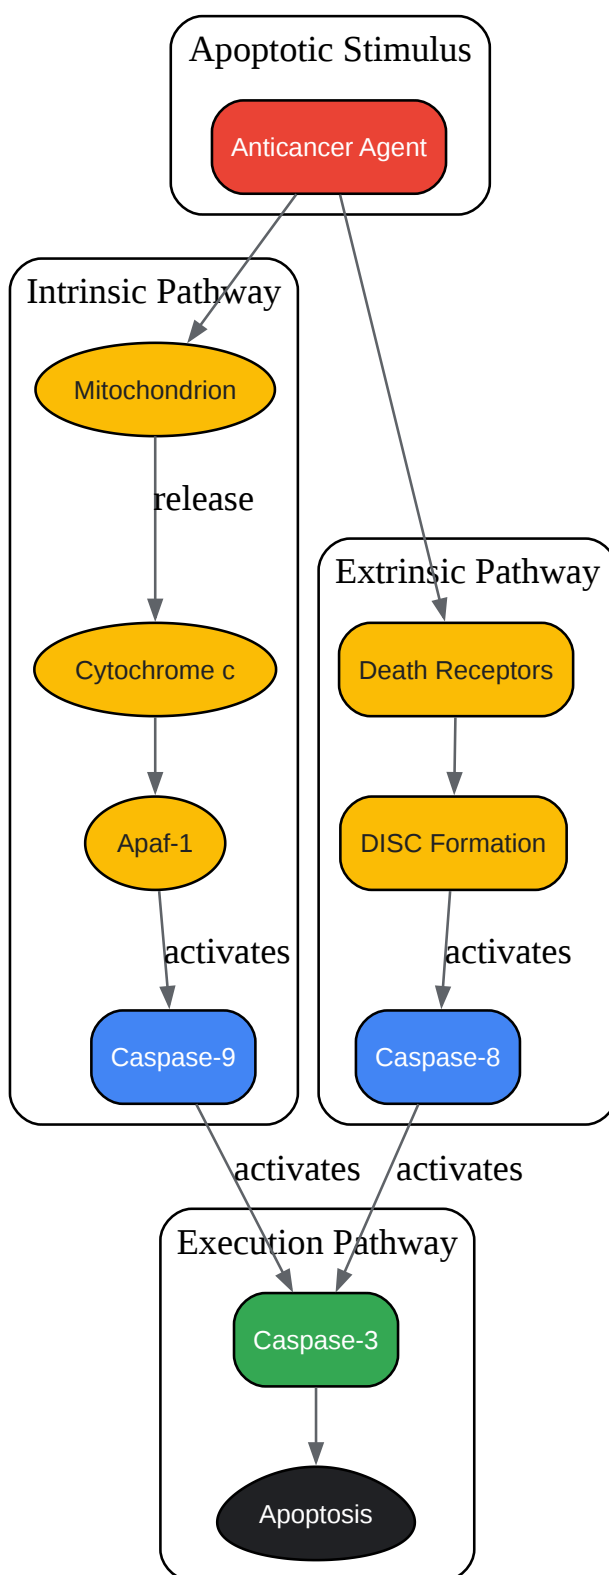 Apoptotic Stimulus
Anticancer Agent
Intrinsic Pathway
Mitochondrion
release
Cytochrome c
Apaf-1
activates
Caspase-9
Extrinsic Pathway
Death Receptors
DISC Formation
activates
Caspase-8
activates
activates
Execution Pathway
Caspase-3
Apoptosis